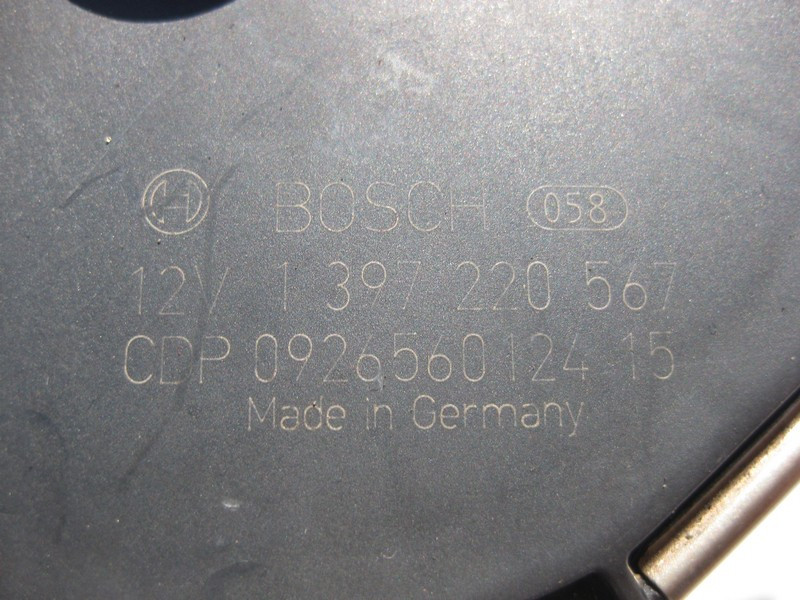 BOSCH 058
12V 1 397 220 567
CDP 0926560124 15
Made in Germany